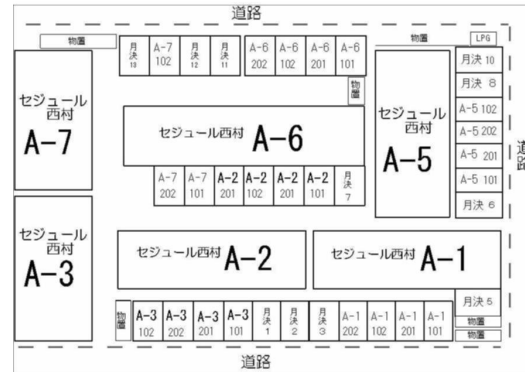 道路
物置
月決
13
A-7
102
月決
12
月決
11
A-6
202
A-6
102
A-6
201
A-6
101
物置
LPG
物置
セジュール
西村
A-7
セジュール西村 A-6
セジュール
西村
A-5
月決 10
月決 8
A-5 102
A-5 202
A-5 201
A-5 101
月決 6
道路
A-7
202
A-7
101
A-2
201
A-2
102
A-2
201
A-2
101
月決
7
セジュール
西村
A-3
セジュール西村 A-2
セジュール西村 A-1
月決 5
物置
物置
物置
A-3
102
A-3
202
A-3
201
A-3
101
月決
1
月決
2
月決
3
A-1
202
A-1
102
A-1
201
A-1
101
道路